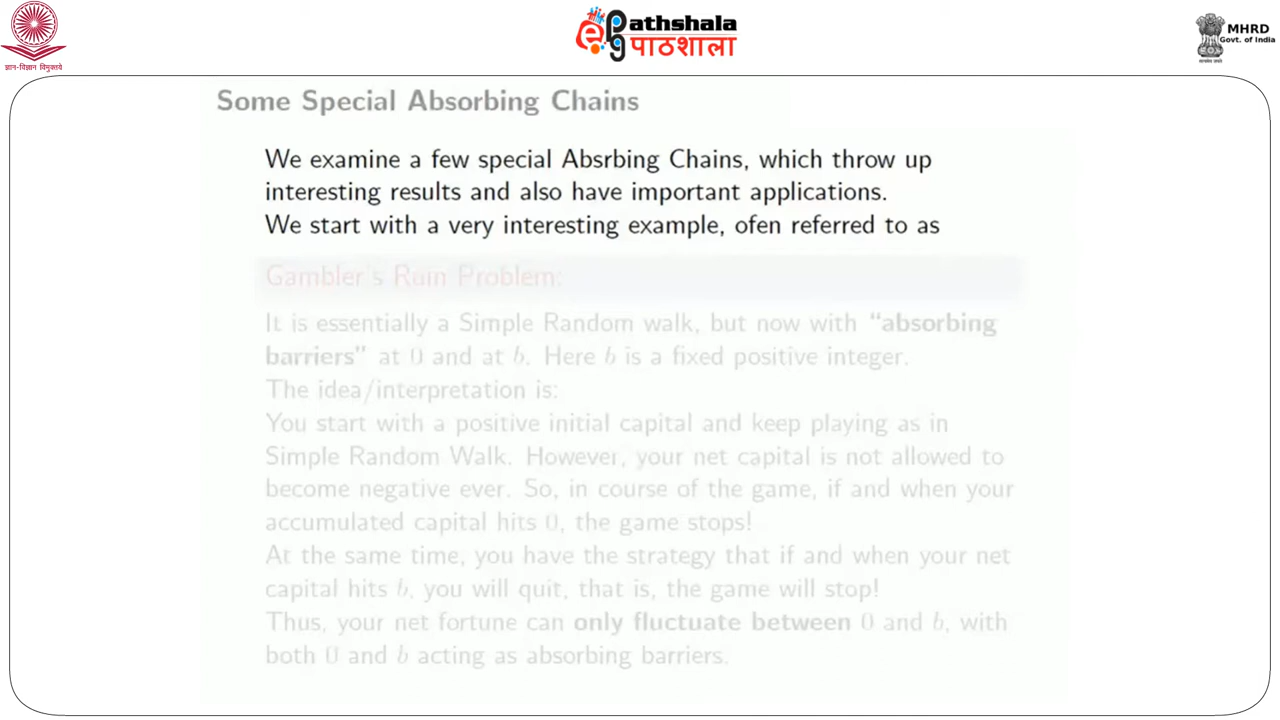 ज्ञान-विज्ञान विमुक्तये
ePathshala
पाठशाला
MHRD
Govt. of India
Some Special Absorbing Chains
We examine a few special Absrbing Chains, which throw up
interesting results and also have important applications.
We start with a very interesting example, ofen referred to as
Gambler's Ruin Problem:
It is essentially a Simple Random walk, but now with "absorbing
barriers" at 0 and at b. Here b is a fixed positive integer.
The idea/interpretation is:
You start with a positive initial capital and keep playing as in
Simple Random Walk. However, your net capital is not allowed to
become negative ever. So, in course of the game, if and when your
accumulated capital hits 0, the game stops!
At the same time, you have the strategy that if and when your net
capital hits b, you will quit, that is, the game will stop!
Thus, your net fortune can only fluctuate between 0 and b, with
both 0 and b acting as absorbing barriers.